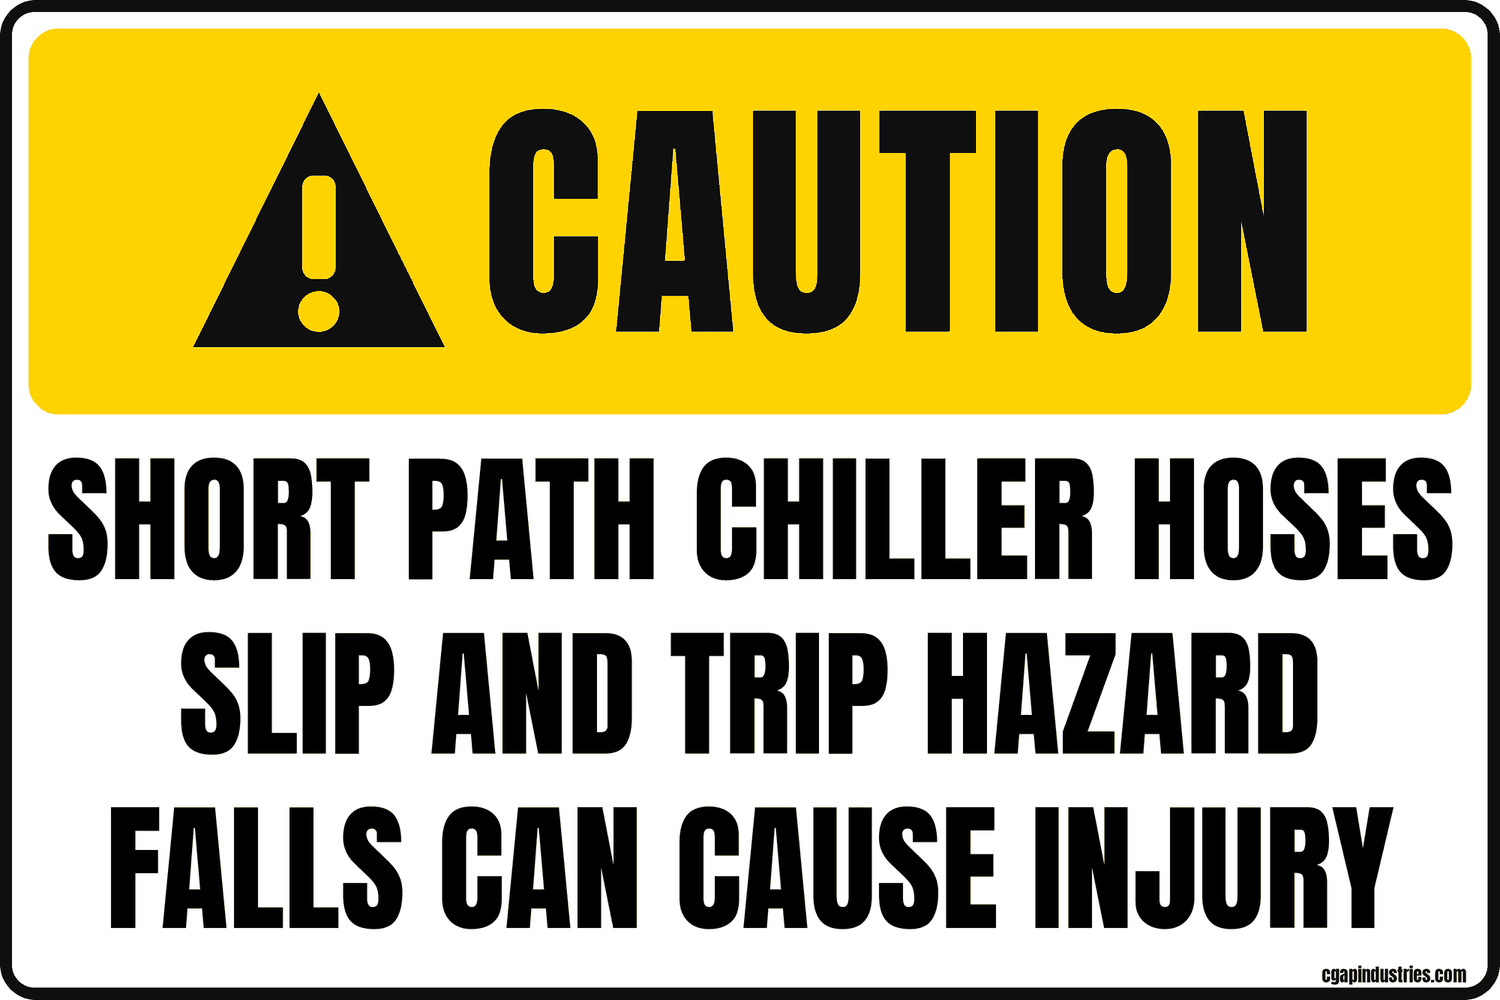 CAUTION
SHORT PATH CHILLER HOSES
SLIP AND TRIP HAZARD
FALLS CAN CAUSE INJURY
cgapindustries.com